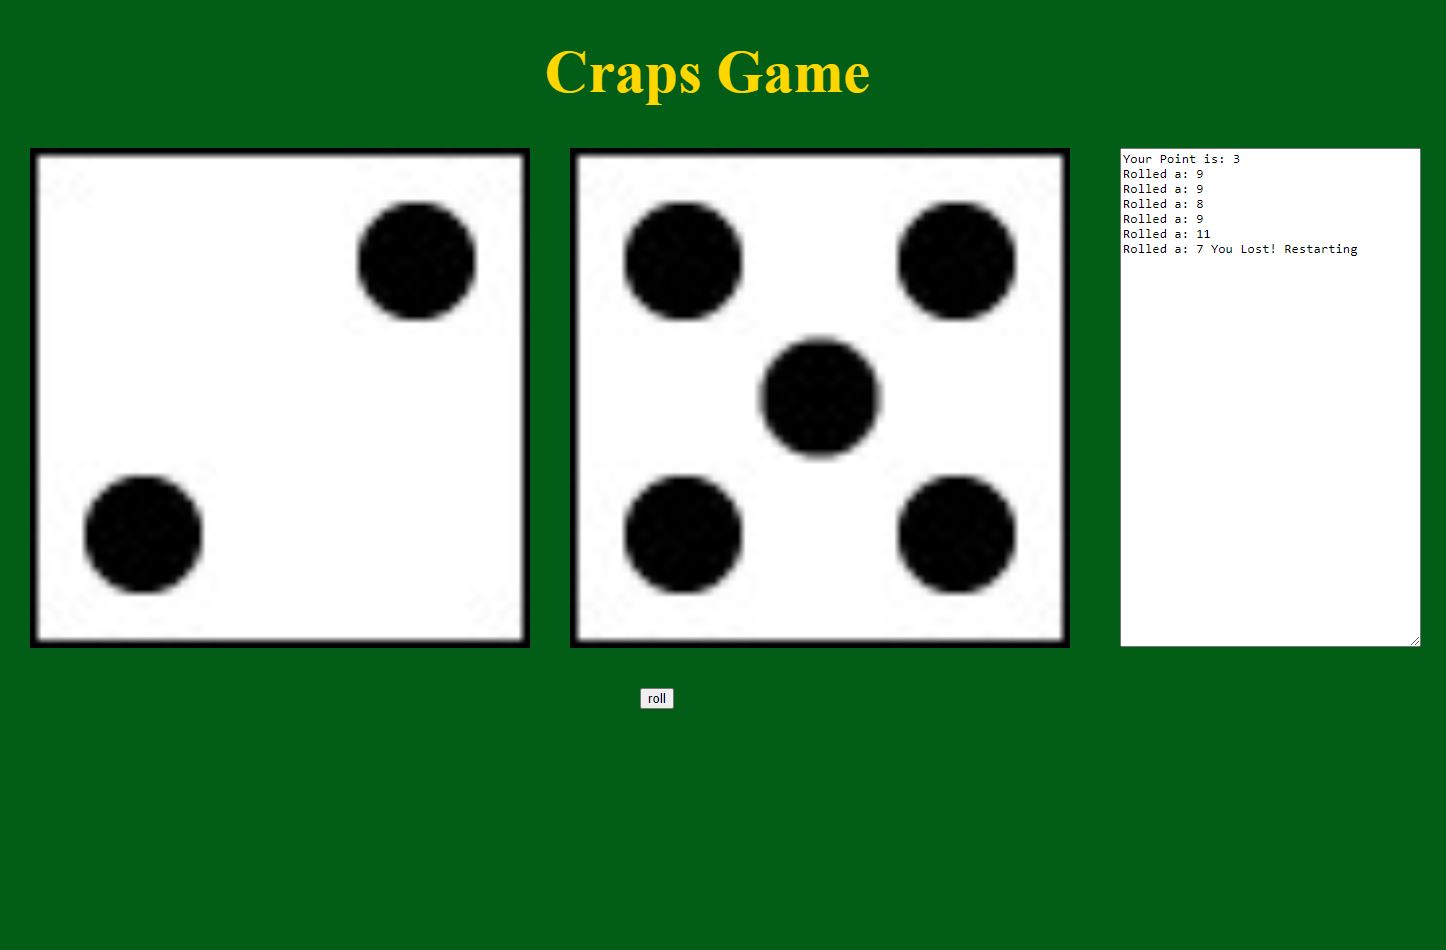 Craps Game
Your Point is: 3
Rolled a: 9
Rolled a: 9
Rolled a: 8
Rolled a: 9
Rolled a: 11
Rolled a: 7 You Lost! Restarting
roll